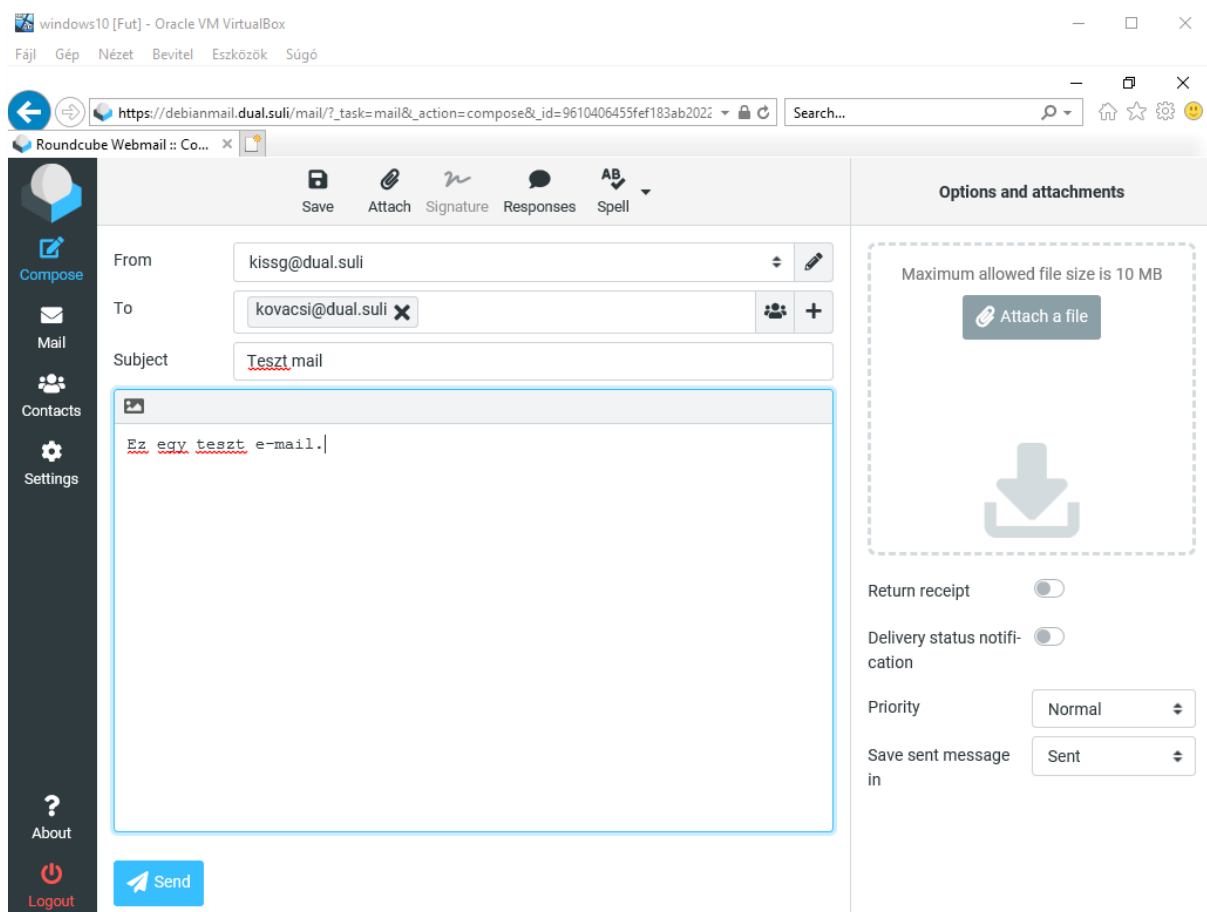 windows10 [Fut] - Oracle VM VirtualBox
Fájl Gép Nézet Bevitel Eszközök Súgó
https://debianmail.dual.suli/mail/?_task=mail&_action=compose&_id=9610406455fef183ab2022 Search...
Roundcube Webmail :: Co...
Save Attach Signature Responses Spell
Options and attachments
Compose
Mail
Contacts
Settings
About
Logout
From kissg@dual.suli
To kovacsi@dual.suli
Subject Teszt mail
Ez egy teszt e-mail.
Send
Maximum allowed file size is 10 MB
Attach a file
Return receipt
Delivery status notifi-
cation
Priority Normal
Save sent message Sent
in